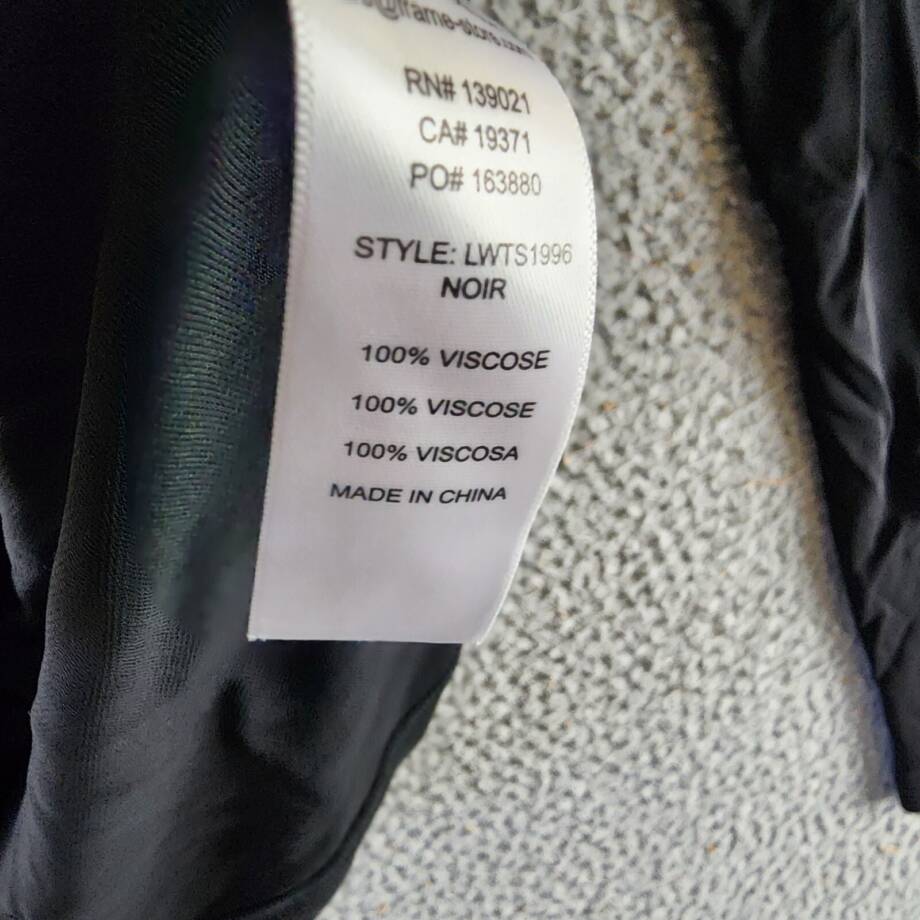 RN# 139021
CA# 19371
PO# 163880
STYLE: LWTS1996
NOIR
100% VISCOSE
100% VISCOSE
100% VISCOSA
MADE IN CHINA